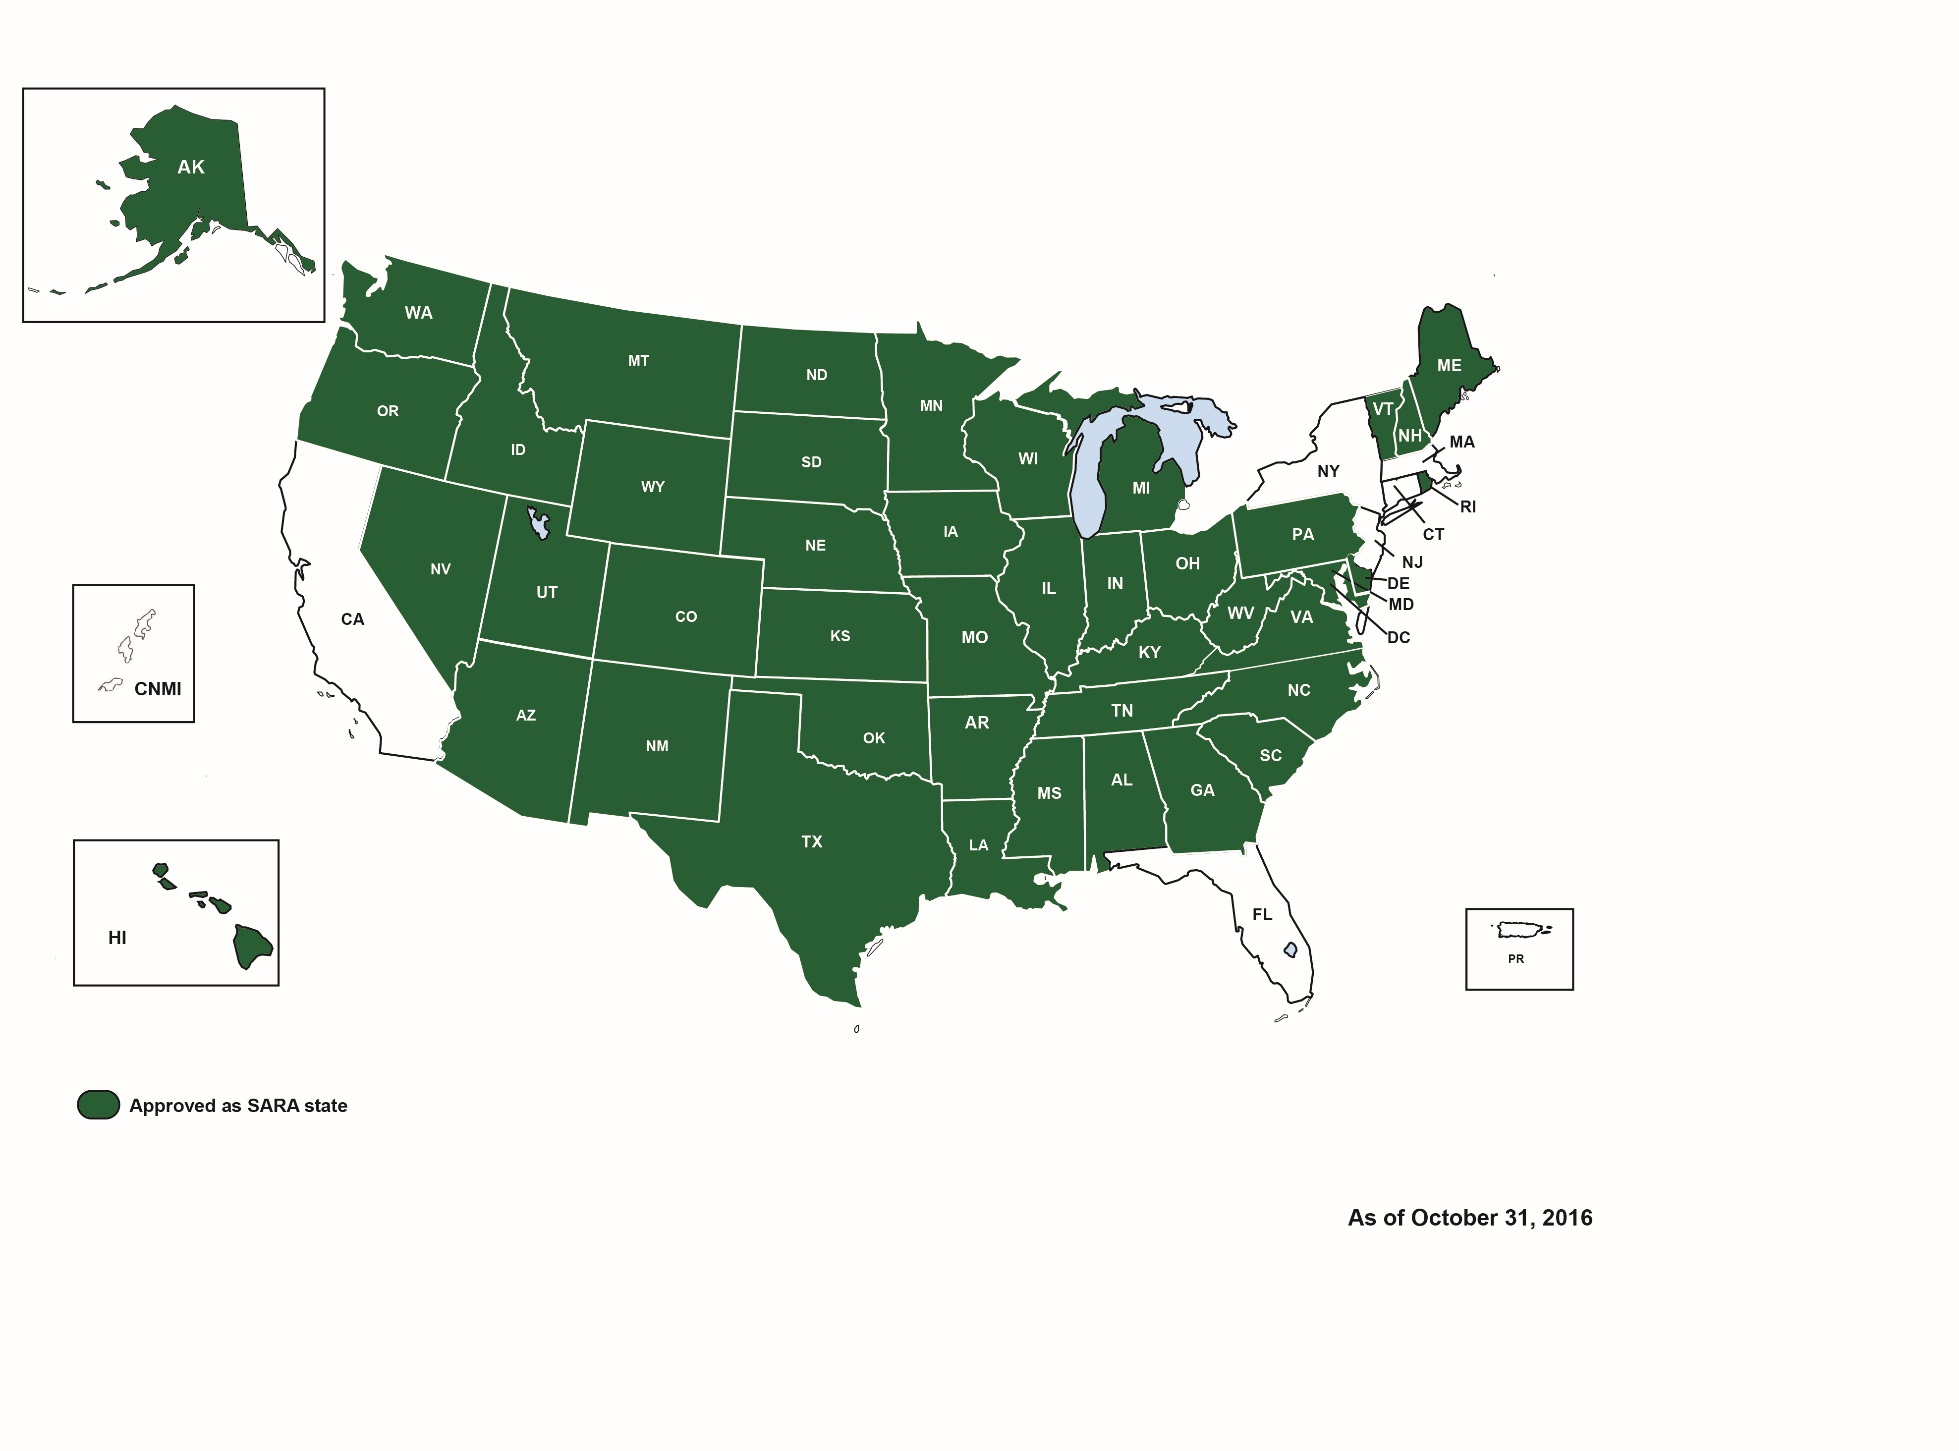 AK
WA
MT
ND
MN
OR
ID
WY
SD
WI
MI
ME
VT
NH
MA
NY
RI
CT
NJ
PA
DE
MD
DC
NV
UT
CO
NE
IA
IL
IN
OH
WV
VA
CA
KS
MO
KY
NC
CNMI
AZ
NM
OK
AR
TN
SC
TX
LA
MS
AL
GA
HI
FL
PR
Approved as SARA state
As of October 31, 2016